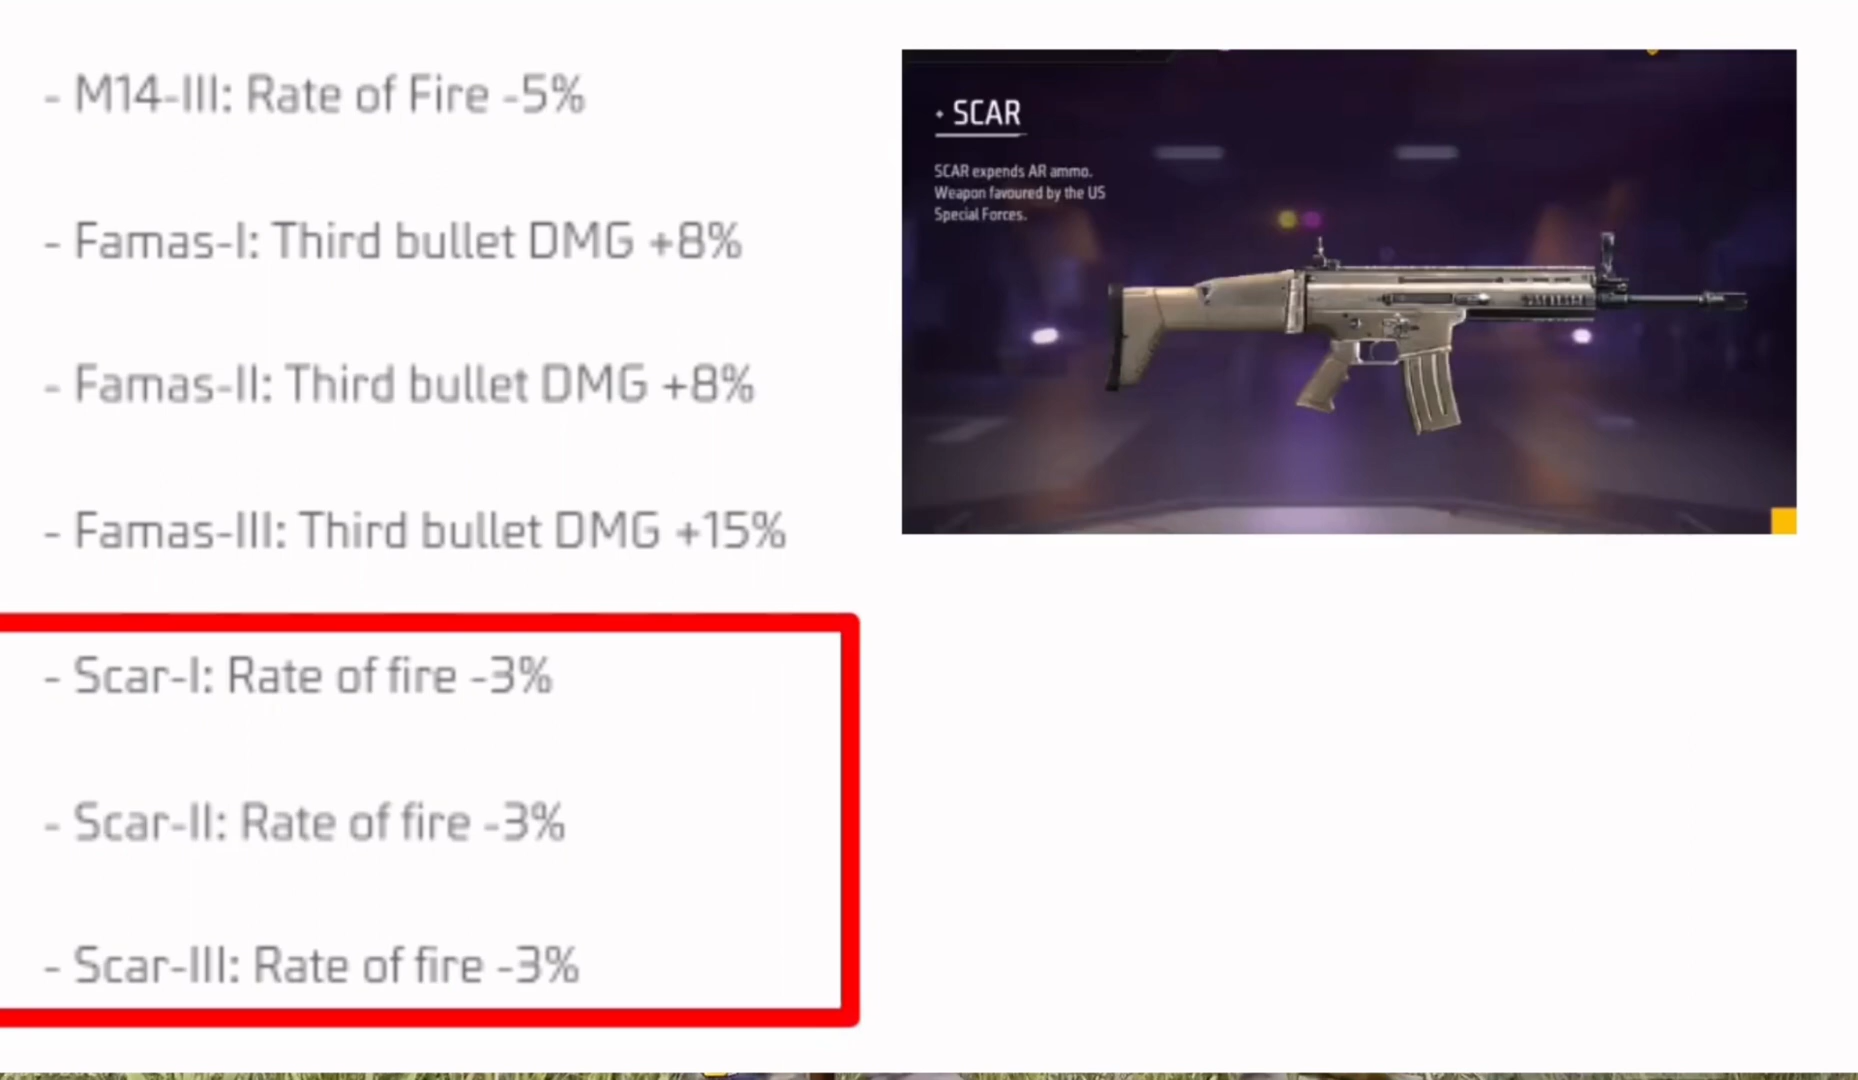 - M14-III: Rate of Fire -5%
- Famas-I: Third bullet DMG +8%
- Famas-II: Third bullet DMG +8%
- Famas-III: Third bullet DMG +15%
- Scar-I: Rate of fire -3%
- Scar-II: Rate of fire -3%
- Scar-III: Rate of fire -3%
SCAR
SCAR expends AR ammo.
Weapon favoured by the US
Special Forces.